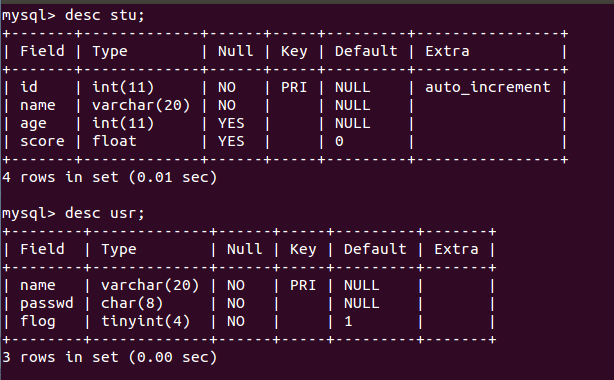 mysql> desc stu;
+-------+-------------+------+-----+---------+----------------+
| Field | Type        | Null | Key | Default | Extra          |
+-------+-------------+------+-----+---------+----------------+
| id    | int(11)     | NO   | PRI | NULL    | auto_increment |
| name  | varchar(20) | NO   |     | NULL    |                |
| age   | int(11)     | YES  |     | NULL    |                |
| score | float       | YES  |     | 0       |                |
+-------+-------------+------+-----+---------+----------------+
4 rows in set (0.01 sec)
mysql> desc usr;
+--------+-------------+------+-----+---------+-------+
| Field  | Type        | Null | Key | Default | Extra |
+--------+-------------+------+-----+---------+-------+
| name   | varchar(20) | NO   | PRI | NULL    |       |
| passwd | char(8)     | NO   |     | NULL    |       |
| flog   | tinyint(4)  | NO   |     | 1       |       |
+--------+-------------+------+-----+---------+-------+
3 rows in set (0.00 sec)